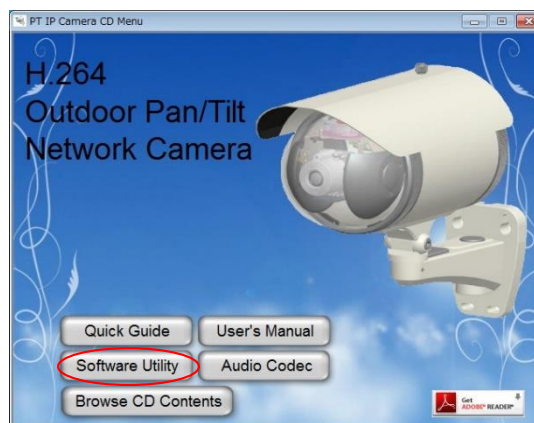 PT IP Camera CD Menu
H.264
Outdoor Pan/Tilt
Network Camera
Quick Guide
User's Manual
Software Utility
Audio Codec
Browse CD Contents
Get
ADOBE® READER®